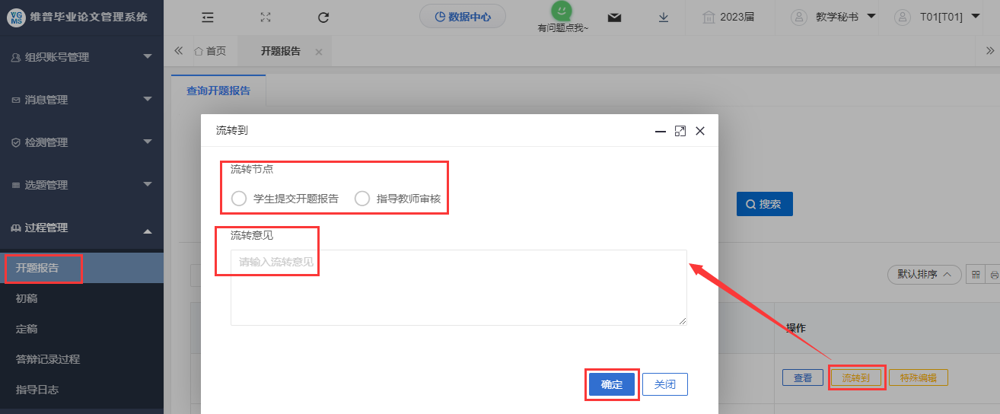 VG
MS
维普毕业论文管理系统
数据中心
有问题点我~
2023届
教学秘书
T01[T01]
组织账号管理
首页
开题报告
消息管理
查询开题报告
检测管理
流转到
选题管理
流转节点
学生提交开题报告
指导教师审核
搜索
过程管理
流转意见
请输入流转意见
开题报告
默认排序
初稿
定稿
操作
答辩记录过程
查看
流转到
特殊编辑
确定
关闭
指导日志